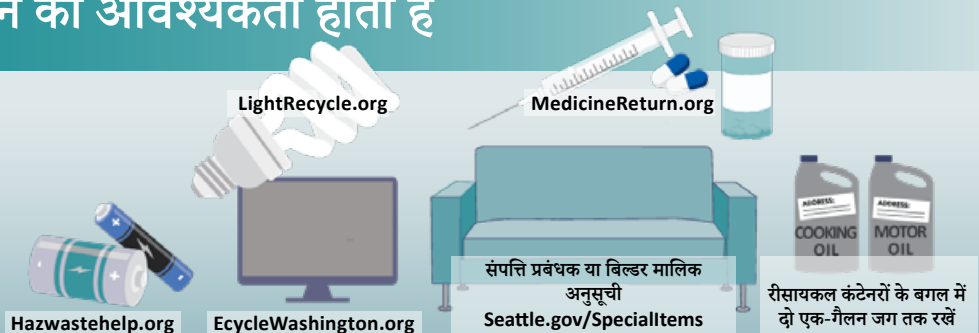 की आवश्यकता होती है
LightRecycle.org
MedicineReturn.org
ADDRESS:
COOKING
OIL
ADDRESS:
MOTOR
OIL
संपत्ति प्रबंधक या बिल्डर मालिक
अनुसूची
Seattle.gov/SpecialItems
रीसायकल कंटेनरों के बगल में
दो एक-गैलन जग तक रखें
Hazwastehelp.org
EcycleWashington.org